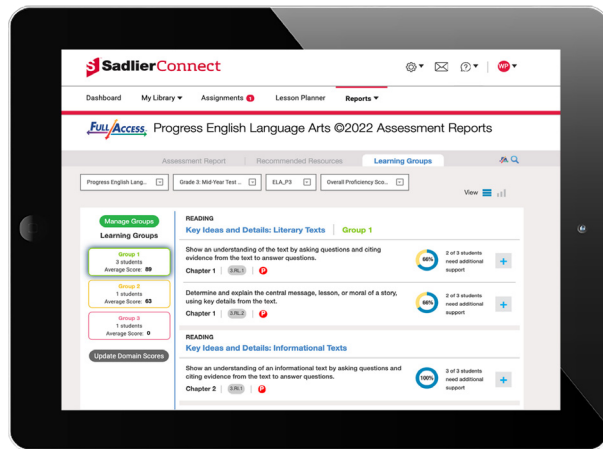 SadlierConnect
WP
Dashboard My Library Assignments 1 Lesson Planner Reports
FULL Access Progress English Language Arts ©2022 Assessment Reports
Assessment Report Recommended Resources Learning Groups
Progress English Lang... Grade 3: Mid-Year Test ... ELA_P3 Overall Proficiency Sco...
View
Manage Groups
Learning Groups
Group 1
3 students
Average Score: 89
Group 2
1 students
Average Score: 63
Group 3
1 students
Average Score: 0
Update Domain Scores
READING
Key Ideas and Details: Literary Texts Group 1
Show an understanding of the text by asking questions and citing
evidence from the text to answer questions.
Chapter 1 3.RL.1 P
66%
2 of 3 students
need additional
support
Determine and explain the central message, lesson, or moral of a story,
using key details from the text.
Chapter 1 3.RL.2 P
66%
2 of 3 students
need additional
support
READING
Key Ideas and Details: Informational Texts
Show an understanding of an informational text by asking questions and
citing evidence from the text to answer questions.
Chapter 2 3.RI.1 P
100%
3 of 3 students
need additional
support